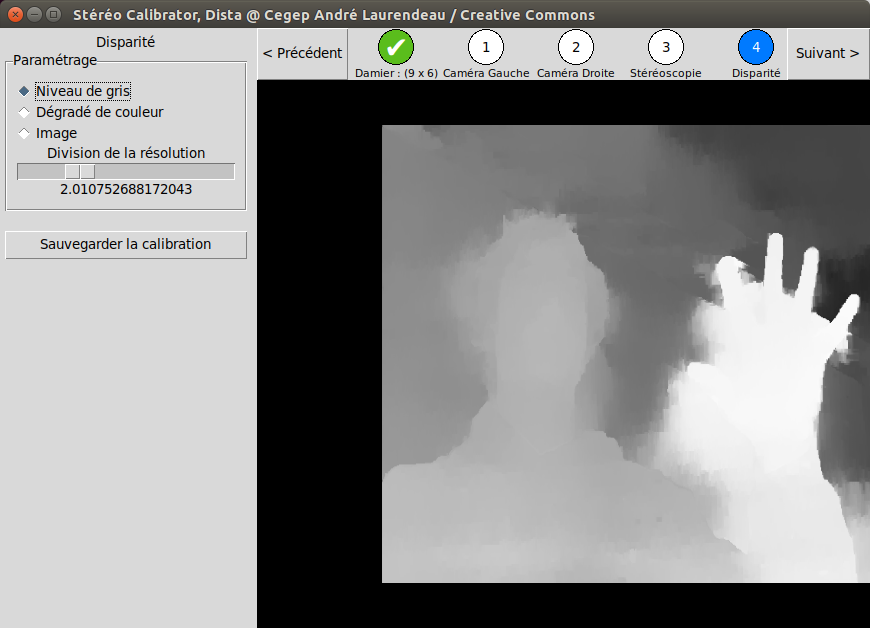 Stéréo Calibrator, Dista @ Cegep André Laurendeau / Creative Commons
Disparité
Paramétrage
Niveau de gris
Dégradé de couleur
Image
Division de la résolution
2.010752688172043
Sauvegarder la calibration
< Précédent
✔
Damier : (9 x 6)
1
Caméra Gauche
2
Caméra Droite
3
Stéréoscopie
4
Disparité
Suivant >